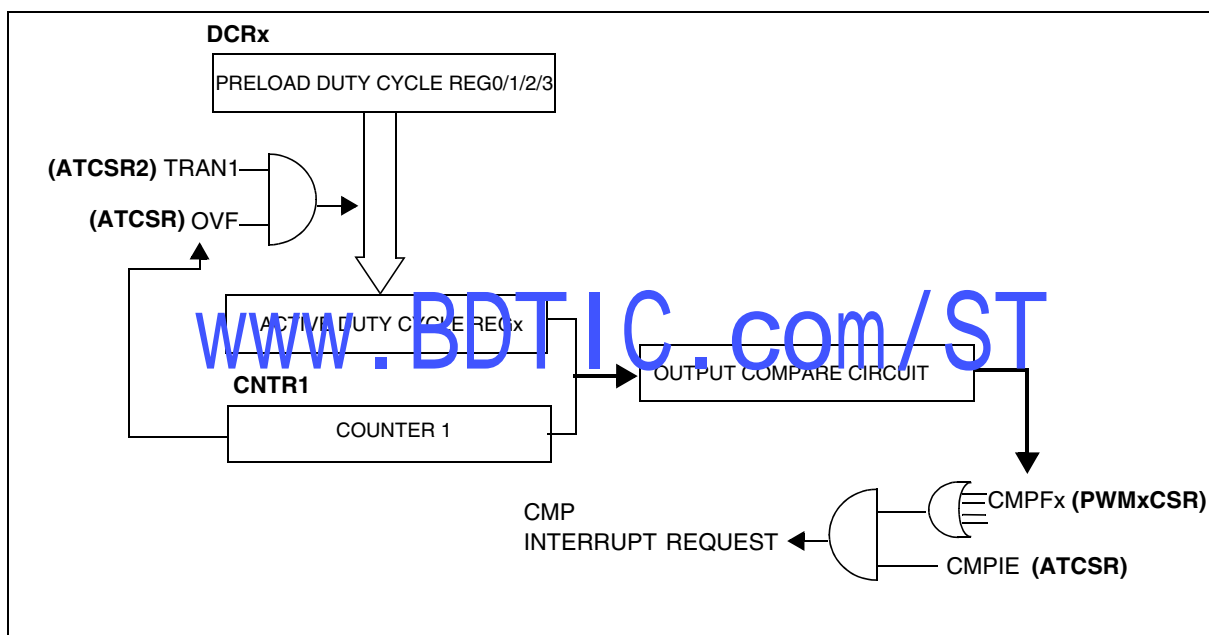 DCRx
PRELOAD DUTY CYCLE REG0/1/2/3
(ATCSR2) TRAN1
(ATCSR) OVF
ACTIVE DUTY CYCLE REGx
www.BDTIC.com/ST
CNTR1
OUTPUT COMPARE CIRCUIT
COUNTER 1
CMPFx (PWMxCSR)
CMP
INTERRUPT REQUEST
CMPIE (ATCSR)